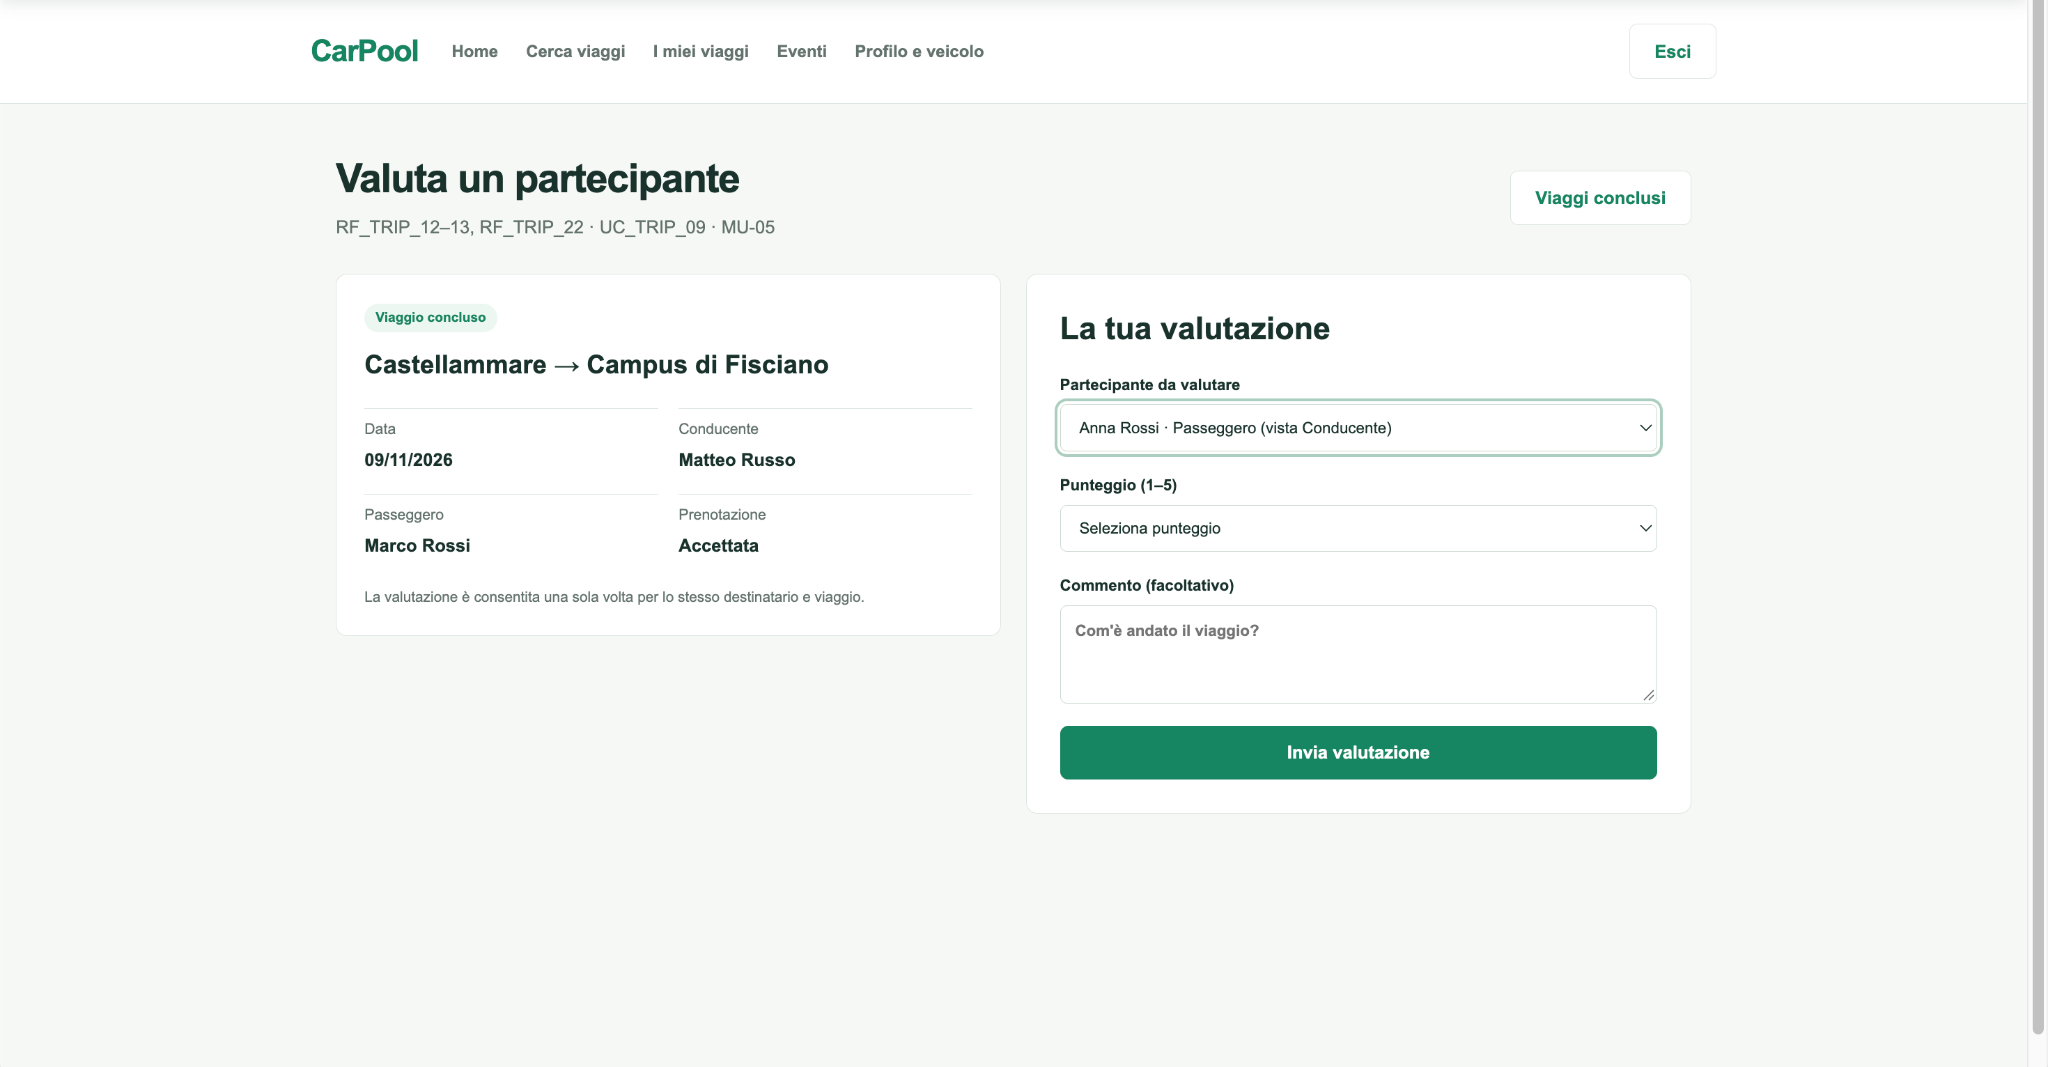 CarPool Home Cerca viaggi I miei viaggi Eventi Profilo e veicolo Esci
Valuta un partecipante
RF_TRIP_12–13, RF_TRIP_22 · UC_TRIP_09 · MU-05
Viaggi conclusi
Viaggio concluso
Castellammare → Campus di Fisciano
Data
09/11/2026
Conducente
Matteo Russo
Passeggero
Marco Rossi
Prenotazione
Accettata
La valutazione è consentita una sola volta per lo stesso destinatario e viaggio.
La tua valutazione
Partecipante da valutare
Anna Rossi · Passeggero (vista Conducente)
Punteggio (1–5)
Seleziona punteggio
Commento (facoltativo)
Com'è andato il viaggio?
Invia valutazione